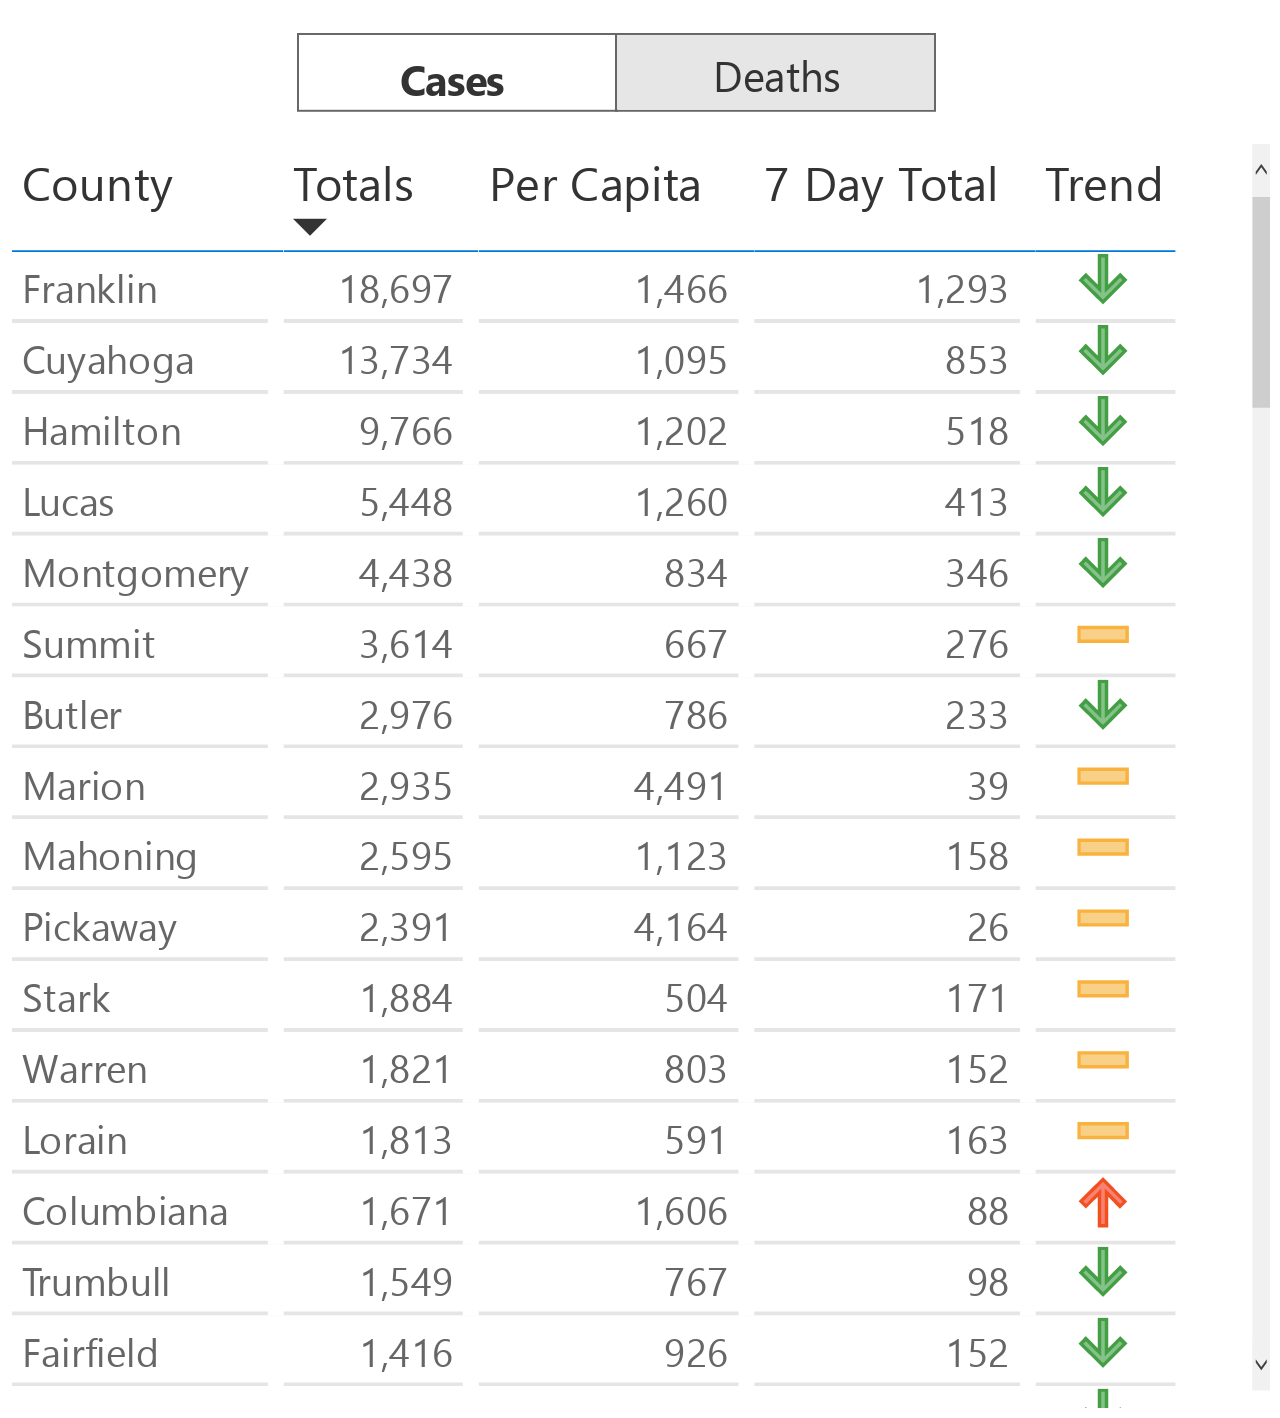 Cases Deaths
County Totals Per Capita 7 Day Total Trend
Franklin 18,697 1,466 1,293
Cuyahoga 13,734 1,095 853
Hamilton 9,766 1,202 518
Lucas 5,448 1,260 413
Montgomery 4,438 834 346
Summit 3,614 667 276
Butler 2,976 786 233
Marion 2,935 4,491 39
Mahoning 2,595 1,123 158
Pickaway 2,391 4,164 26
Stark 1,884 504 171
Warren 1,821 803 152
Lorain 1,813 591 163
Columbiana 1,671 1,606 88
Trumbull 1,549 767 98
Fairfield 1,416 926 152